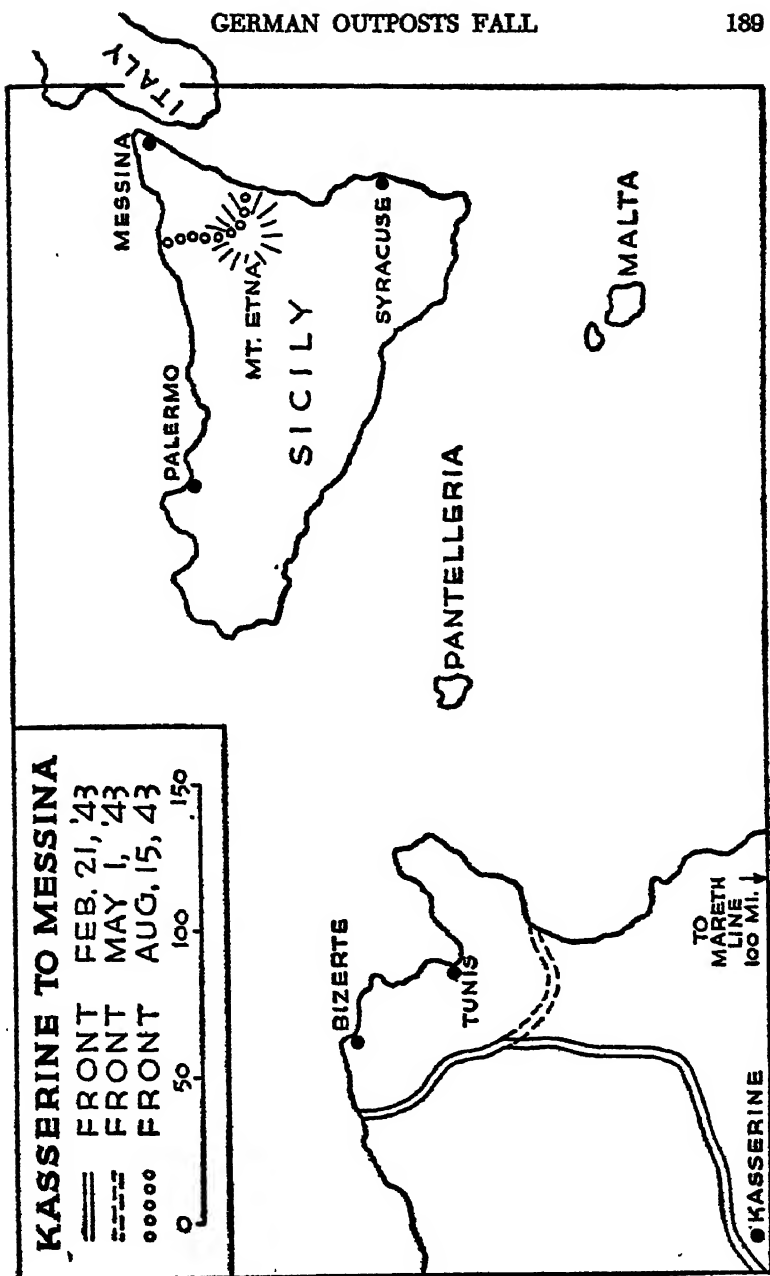 GERMAN OUTPOSTS FALL 189
KASSERINE TO MESSINA
FRONT FEB. 21, '43
FRONT MAY 1, '43
FRONT AUG, 15, 43
0 50 100 150
ITALY
MESSINA
PALERMO
MT. ETNA
SICILY
SYRACUSE
MALTA
PANTELLERIA
BIZERTE
TUNIS
TO
MARETH
LINE
100 MI.
KASSERINE